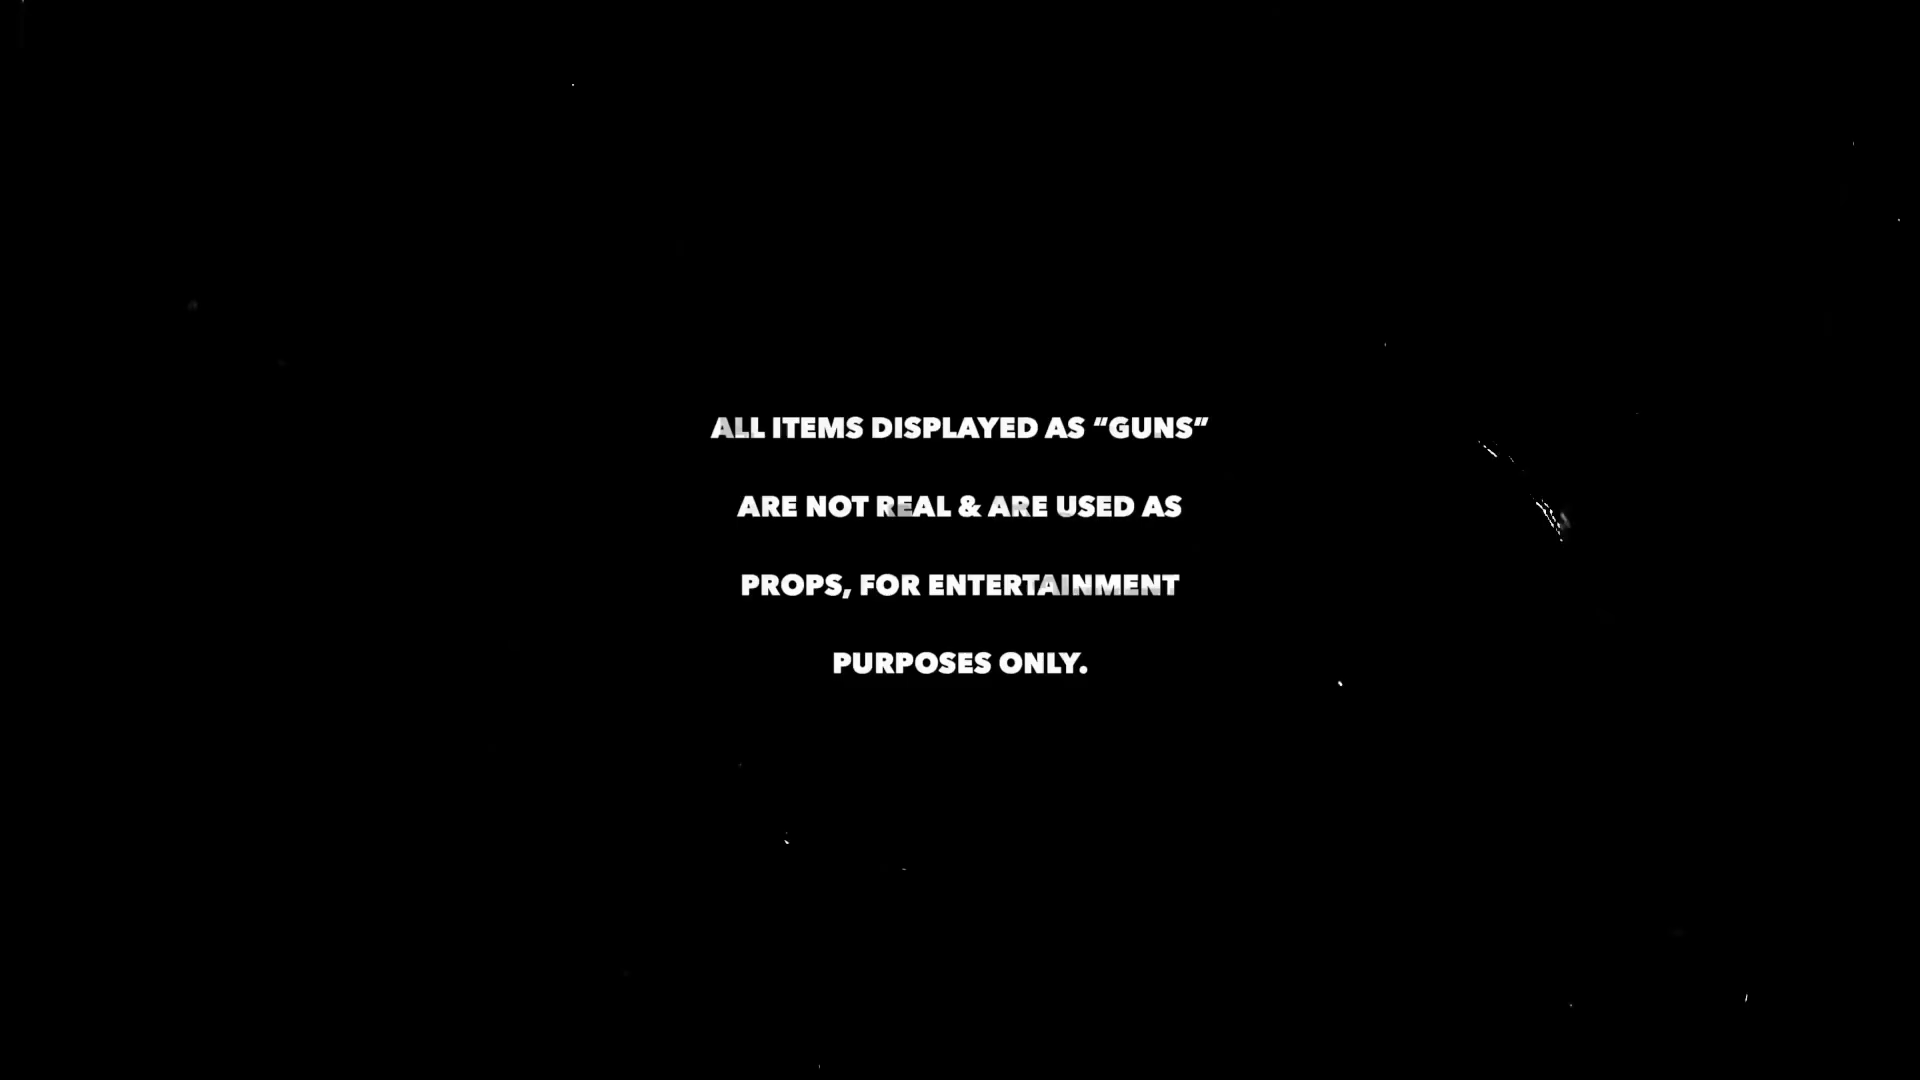 ALL ITEMS DISPLAYED AS “GUNS”
ARE NOT REAL & ARE USED AS
PROPS, FOR ENTERTAINMENT
PURPOSES ONLY.